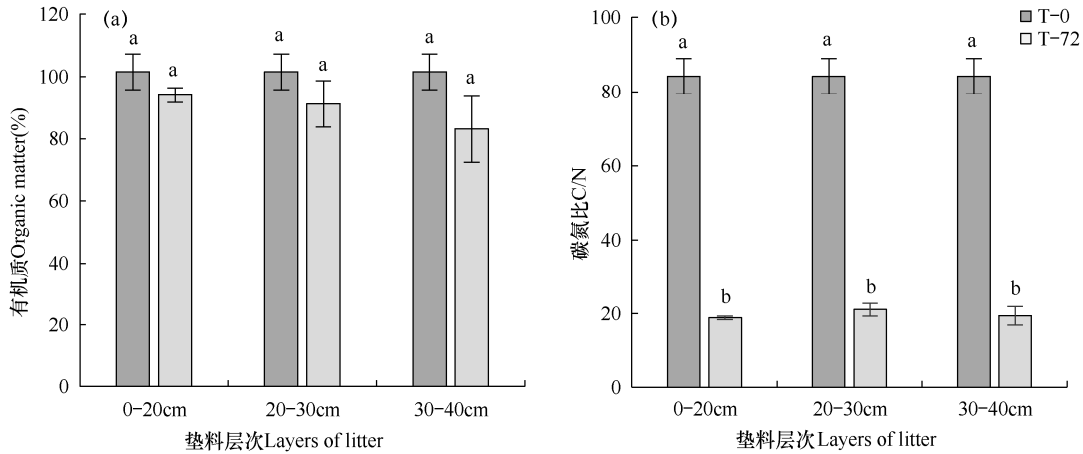 (a)
有机质Organic matter(%)
120
100
80
60
40
20
0
a
a
a
a
a
a
0-20cm
20-30cm
30-40cm
垫料层次Layers of litter
(b)
T-0
T-72
碳氮比C/N
100
80
60
40
20
0
a
b
a
b
a
b
0-20cm
20-30cm
30-40cm
垫料层次Layers of litter